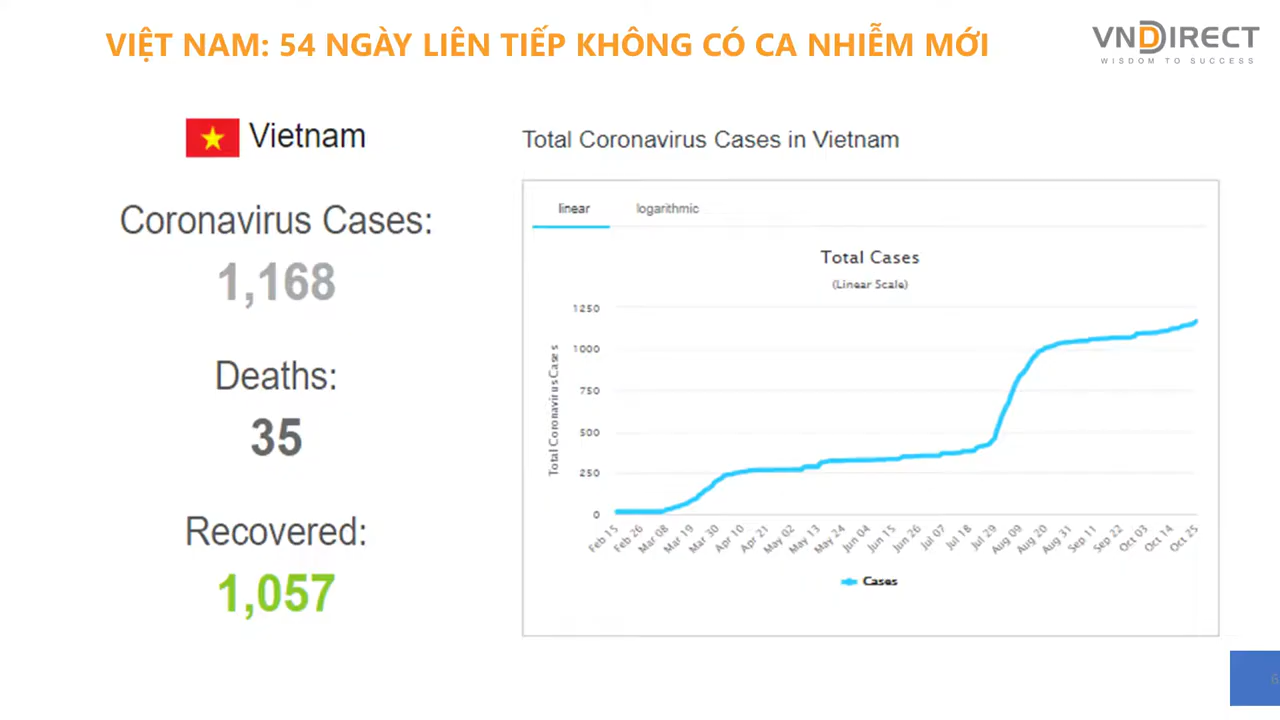 VIỆT NAM: 54 NGÀY LIÊN TIẾP KHÔNG CÓ CA NHIỄM MỚI
VNDIRECT
WISDOM TO SUCCESS
Vietnam
Coronavirus Cases:
1,168
Deaths:
35
Recovered:
1,057
Total Coronavirus Cases in Vietnam
linear
logarithmic
Total Cases
(Linear Scale)
Total Coronavirus Cases
1250
1000
750
500
250
0
Feb 15
Feb 26
Mar 08
Mar 19
Mar 30
Apr 10
Apr 21
May 02
May 13
May 24
Jun 04
Jun 15
Jun 26
Jul 07
Jul 18
Jul 29
Aug 09
Aug 20
Aug 31
Sep 11
Sep 22
Oct 03
Oct 14
Oct 25
Cases